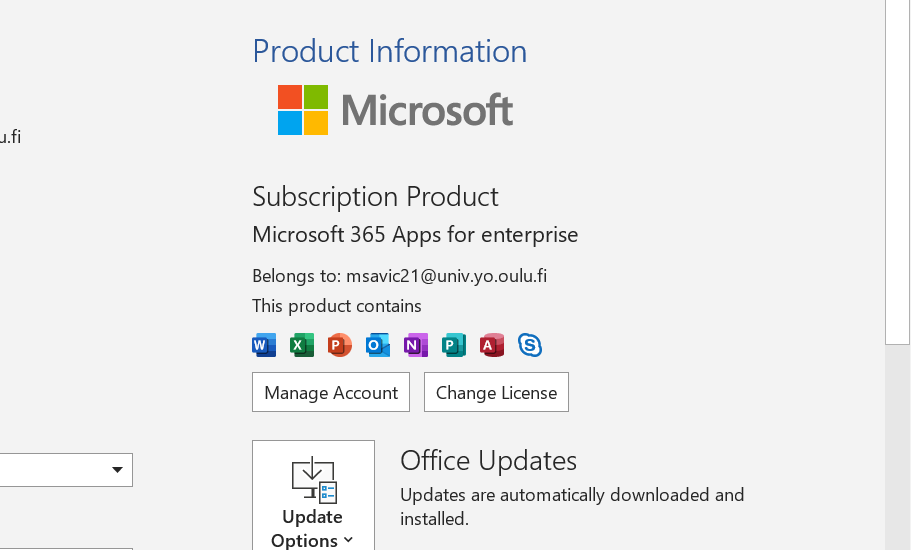 Product Information
Microsoft
u.fi
Subscription Product
Microsoft 365 Apps for enterprise
Belongs to: msavic21@univ.yo.oulu.fi
This product contains
W X P O N P A S
Manage Account Change License
Office Updates
Updates are automatically downloaded and
installed.
Update
Options